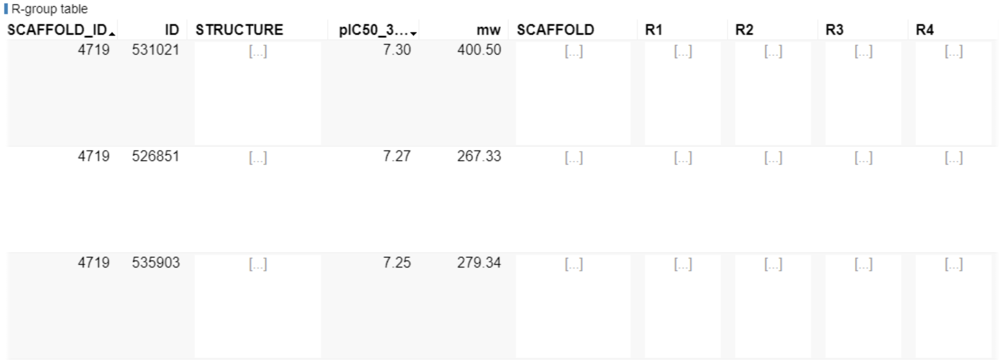 R-group table
SCAFFOLD_ID ID STRUCTURE pIC50_3... mw SCAFFOLD R1 R2 R3 R4
4719 531021 [...] 7.30 400.50 [...] [...] [...] [...] [...]
4719 526851 [...] 7.27 267.33 [...] [...] [...] [...] [...]
4719 535903 [...] 7.25 279.34 [...] [...] [...] [...] [...]